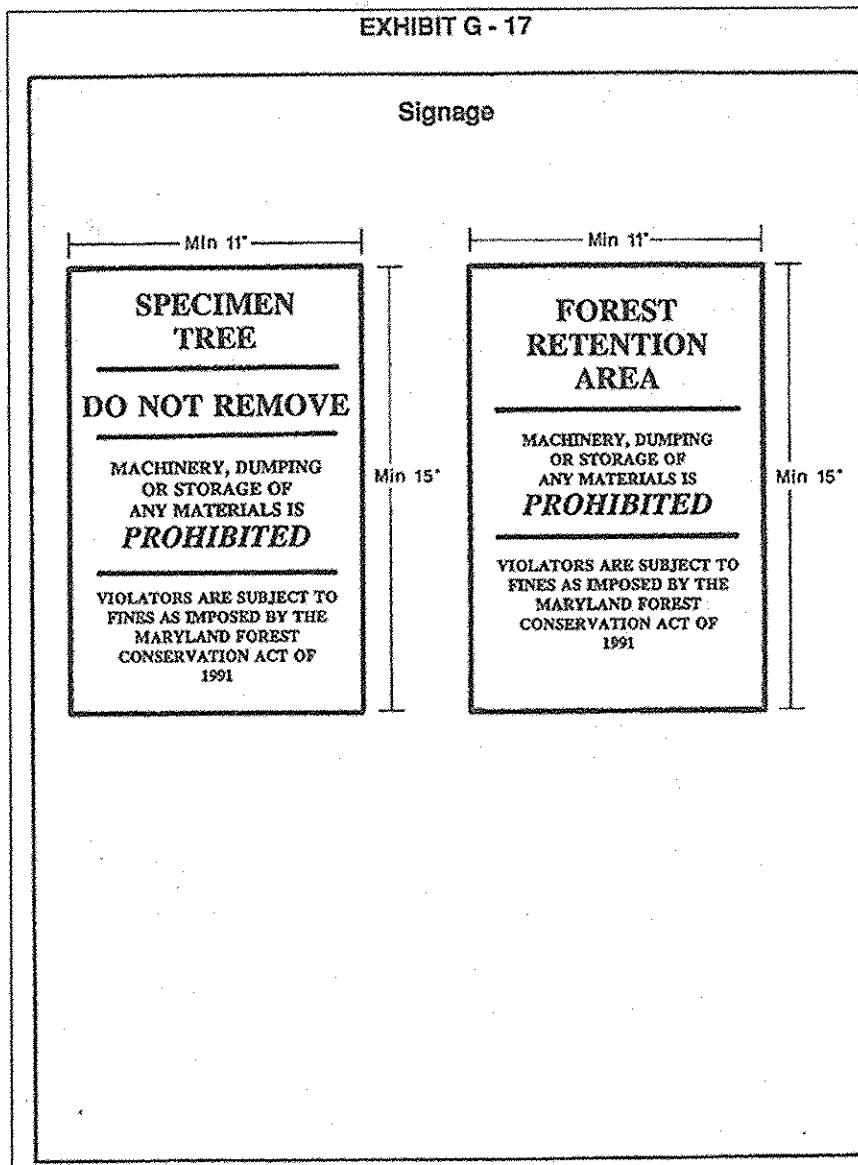 EXHIBIT G - 17
Signage
Min 11"
SPECIMEN
TREE
DO NOT REMOVE
MACHINERY, DUMPING
OR STORAGE OF
ANY MATERIALS IS
PROHIBITED
VIOLATORS ARE SUBJECT TO
FINES AS IMPOSED BY THE
MARYLAND FOREST
CONSERVATION ACT OF
1991
Min 15"
Min 11"
FOREST
RETENTION
AREA
MACHINERY, DUMPING
OR STORAGE OF
ANY MATERIALS IS
PROHIBITED
VIOLATORS ARE SUBJECT TO
FINES AS IMPOSED BY THE
MARYLAND FOREST
CONSERVATION ACT OF
1991
Min 15"